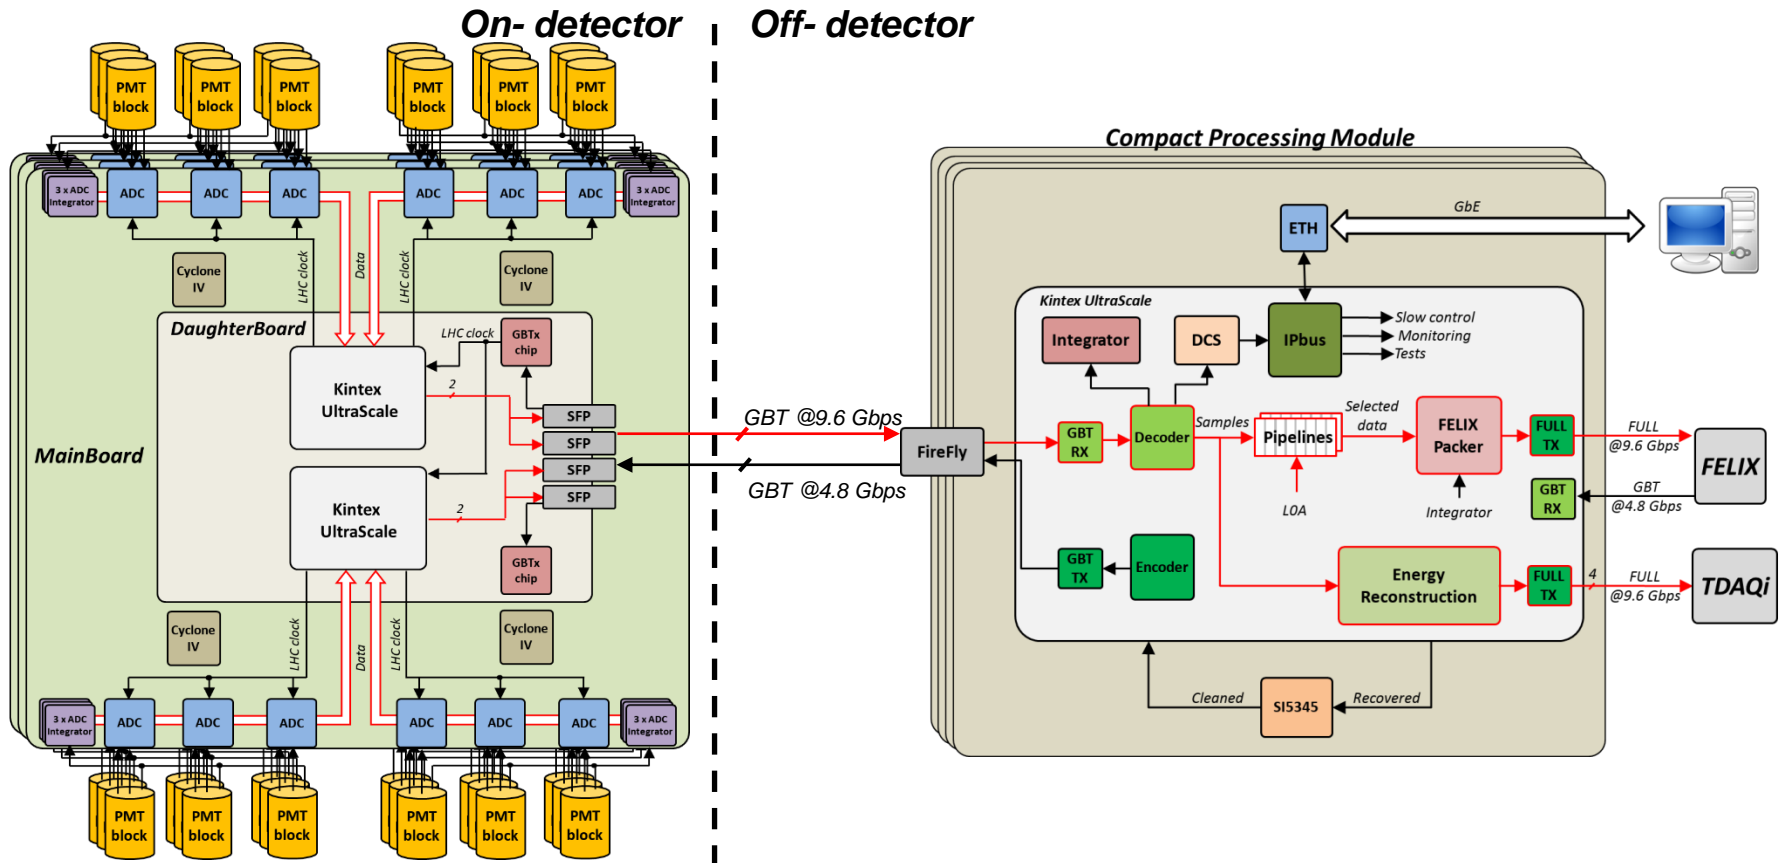 On- detector
Off- detector
PMT
block
PMT
block
PMT
block
PMT
block
PMT
block
PMT
block
3 x ADC
Integrator
ADC
ADC
ADC
ADC
ADC
ADC
3 x ADC
Integrator
Cyclone
IV
LHC clock
Data
LHC clock
Cyclone
IV
DaughterBoard
LHC clock
GBTx
chip
Kintex
UltraScale
2
SFP
SFP
SFP
SFP
MainBoard
Kintex
UltraScale
2
GBTx
chip
Cyclone
IV
LHC clock
Data
LHC clock
Cyclone
IV
3 x ADC
Integrator
ADC
ADC
ADC
ADC
ADC
ADC
3 x ADC
Integrator
PMT
block
PMT
block
PMT
block
PMT
block
PMT
block
PMT
block
GBT @9.6 Gbps
GBT @4.8 Gbps
Compact Processing Module
FireFly
ETH
GbE
Kintex UltraScale
Integrator
DCS
IPbus
Slow control
Monitoring
Tests
GBT
RX
Decoder
Samples
Pipelines
L0A
Selected
data
FELIX
Packer
Integrator
FULL
TX
FULL
@9.6 Gbps
FELIX
GBT
RX
GBT
@4.8 Gbps
GBT
TX
Encoder
Energy
Reconstruction
FULL
TX
4
FULL
@9.6 Gbps
TDAQi
Cleaned
SI5345
Recovered